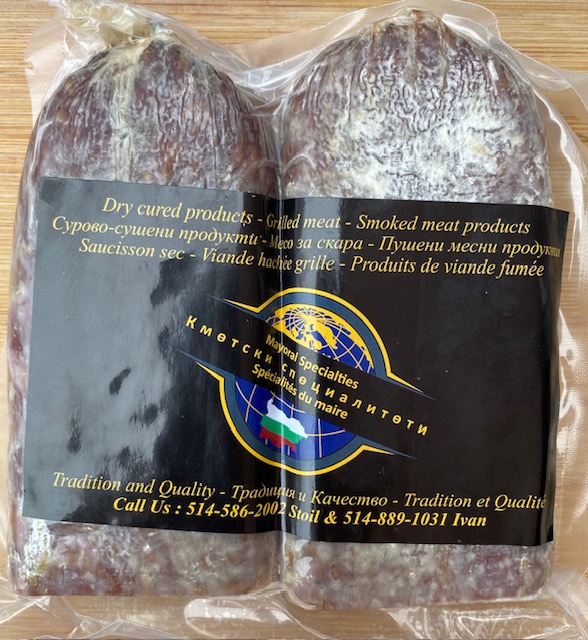 Dry cured products - Grilled meat - Smoked meat products
Сурово-сушени продукти - Месо за скара - Пушени месни продукти
Saucisson sec - Viande hachée grille - Produits de viande fumée
Mayoral Specialties
Кметски специалитети
Spécialités du maire
Tradition and Quality - Традиция и Качество - Tradition et Qualité
Call Us : 514-586-2002 Stoil & 514-889-1031 Ivan